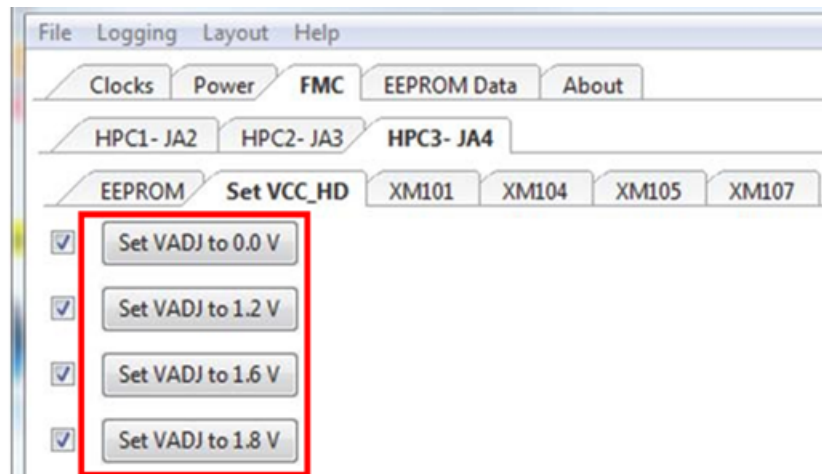 File Logging Layout Help
Clocks Power FMC EEPROM Data About
HPC1- JA2 HPC2- JA3 HPC3- JA4
EEPROM Set VCC_HD XM101 XM104 XM105 XM107
Set VADJ to 0.0 V
Set VADJ to 1.2 V
Set VADJ to 1.6 V
Set VADJ to 1.8 V